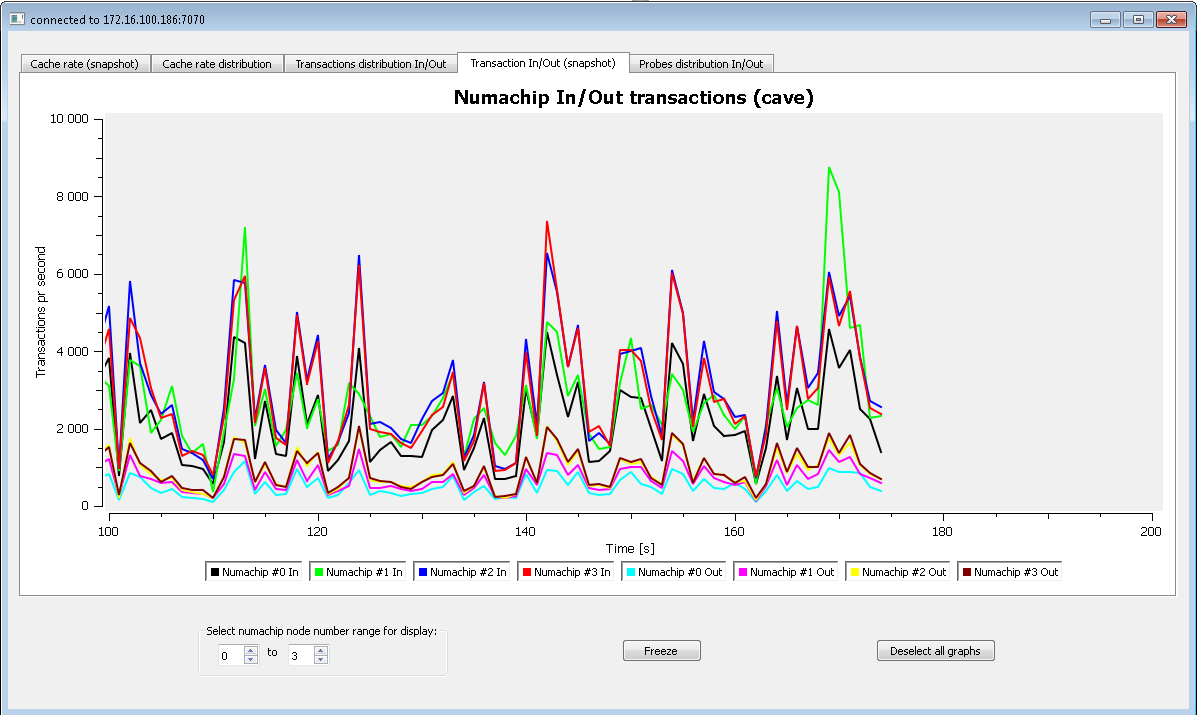 connected to 172.16.100.186:7070
Cache rate (snapshot) Cache rate distribution Transactions distribution In/Out Transaction In/Out (snapshot) Probes distribution In/Out
Numachip In/Out transactions (cave)
10 000
8 000
6 000
4 000
2 000
0
Transactions pr second
100 120 140 160 180 200
Time [s]
Numachip #0 In Numachip #1 In Numachip #2 In Numachip #3 In Numachip #0 Out Numachip #1 Out Numachip #2 Out Numachip #3 Out
Select numachip node number range for display:
0 to 3
Freeze
Deselect all graphs